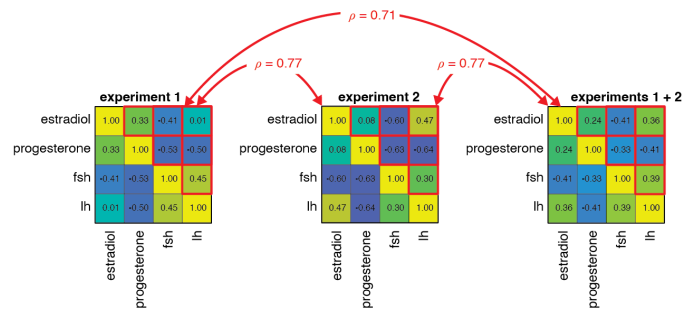 ρ = 0.71
ρ = 0.77
ρ = 0.77
experiment 1
experiment 2
experiments 1 + 2
estradiol 1.00 0.33 -0.41 0.01
progesterone 0.33 1.00 -0.53 -0.50
fsh -0.41 -0.53 1.00 0.45
lh 0.01 -0.50 0.45 1.00
estradiol
progesterone
fsh
lh
estradiol 1.00 0.08 -0.60 0.47
progesterone 0.08 1.00 -0.63 -0.64
fsh -0.60 -0.63 1.00 0.30
lh 0.47 -0.64 0.30 1.00
estradiol
progesterone
fsh
lh
estradiol 1.00 0.24 -0.41 0.36
progesterone 0.24 1.00 -0.33 -0.41
fsh -0.41 -0.33 1.00 0.39
lh 0.36 -0.41 0.39 1.00
estradiol
progesterone
fsh
lh